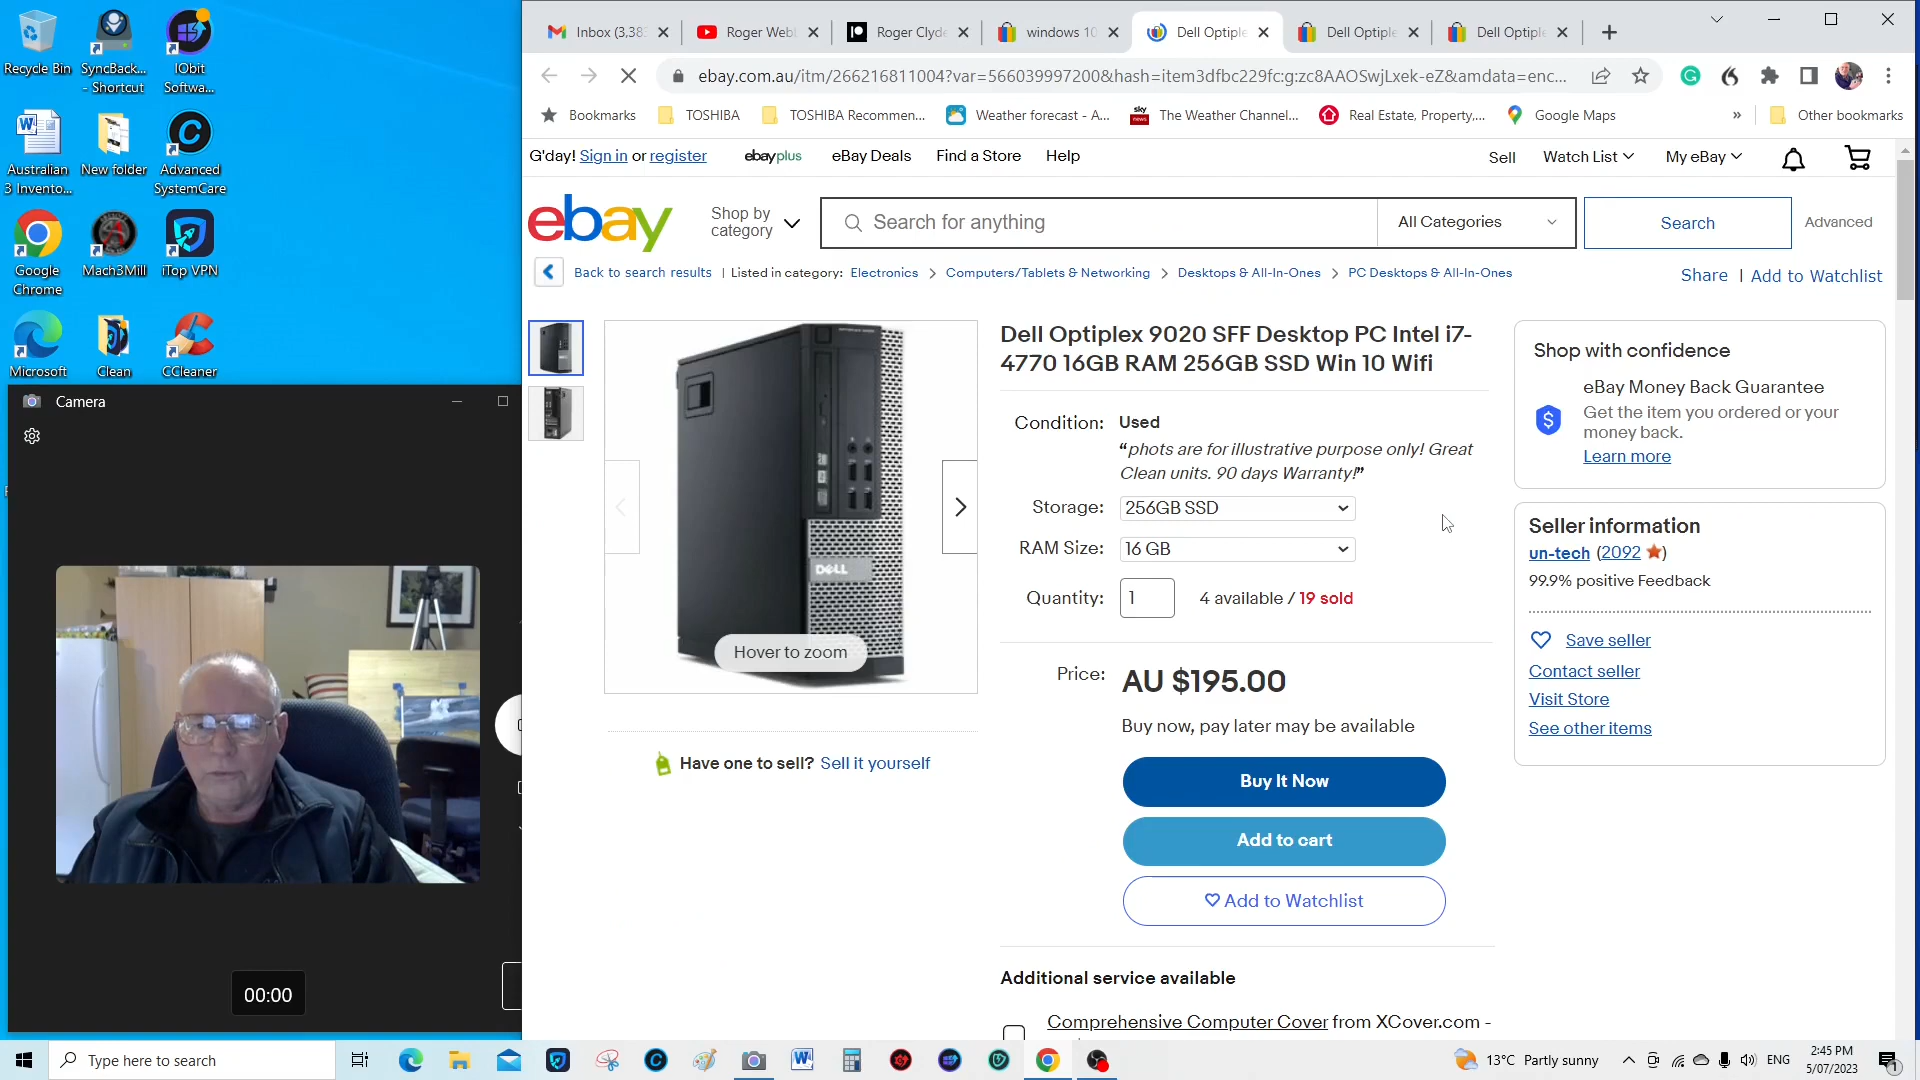 Recycle Bin
SyncBack...
- Shortcut
IObit
Softwa...
Australian
3 Invento...
New folder
Advanced
SystemCare
Google
Chrome
Mach3Mill
iTop VPN
Microsoft
Clean
CCleaner
Camera
00:00
Inbox (3,38
Roger Webl
Roger Clyde
windows 10
Dell Optiple
Dell Optiple
Dell Optiple
ebay.com.au/itm/266216811004?var=566039997200&hash=item3dfbc229fc:g:zc8AAOSwjLxek-eZ&amdata=enc...
Bookmarks
TOSHIBA
TOSHIBA Recommen...
Weather forecast - A...
sky
news
The Weather Channel...
Real Estate, Property,...
Google Maps
»
Other bookmarks
G'day! Sign in or register
ebayplus
eBay Deals
Find a Store
Help
Sell
Watch List
My eBay
ebay
Shop by
category
Search for anything
All Categories
Search
Advanced
Back to search results
| Listed in category:
Electronics
Computers/Tablets & Networking
Desktops & All-In-Ones
PC Desktops & All-In-Ones
Share | Add to Watchlist
DELL
Hover to zoom
Have one to sell? Sell it yourself
Dell Optiplex 9020 SFF Desktop PC Intel i7-
4770 16GB RAM 256GB SSD Win 10 Wifi
Condition: Used
“phots are for illustrative purpose only! Great
Clean units. 90 days Warranty!”
Storage: 256GB SSD
RAM Size: 16 GB
Quantity: 1 4 available / 19 sold
Price: AU $195.00
Buy now, pay later may be available
Buy It Now
Add to cart
Add to Watchlist
Additional service available
Comprehensive Computer Cover from XCover.com -
Shop with confidence
eBay Money Back Guarantee
$
Get the item you ordered or your
money back.
Learn more
Seller information
un-tech (2092 )
99.9% positive Feedback
Save seller
Contact seller
Visit Store
See other items
Type here to search
13°C Partly sunny
ENG
2:45 PM
5/07/2023
1